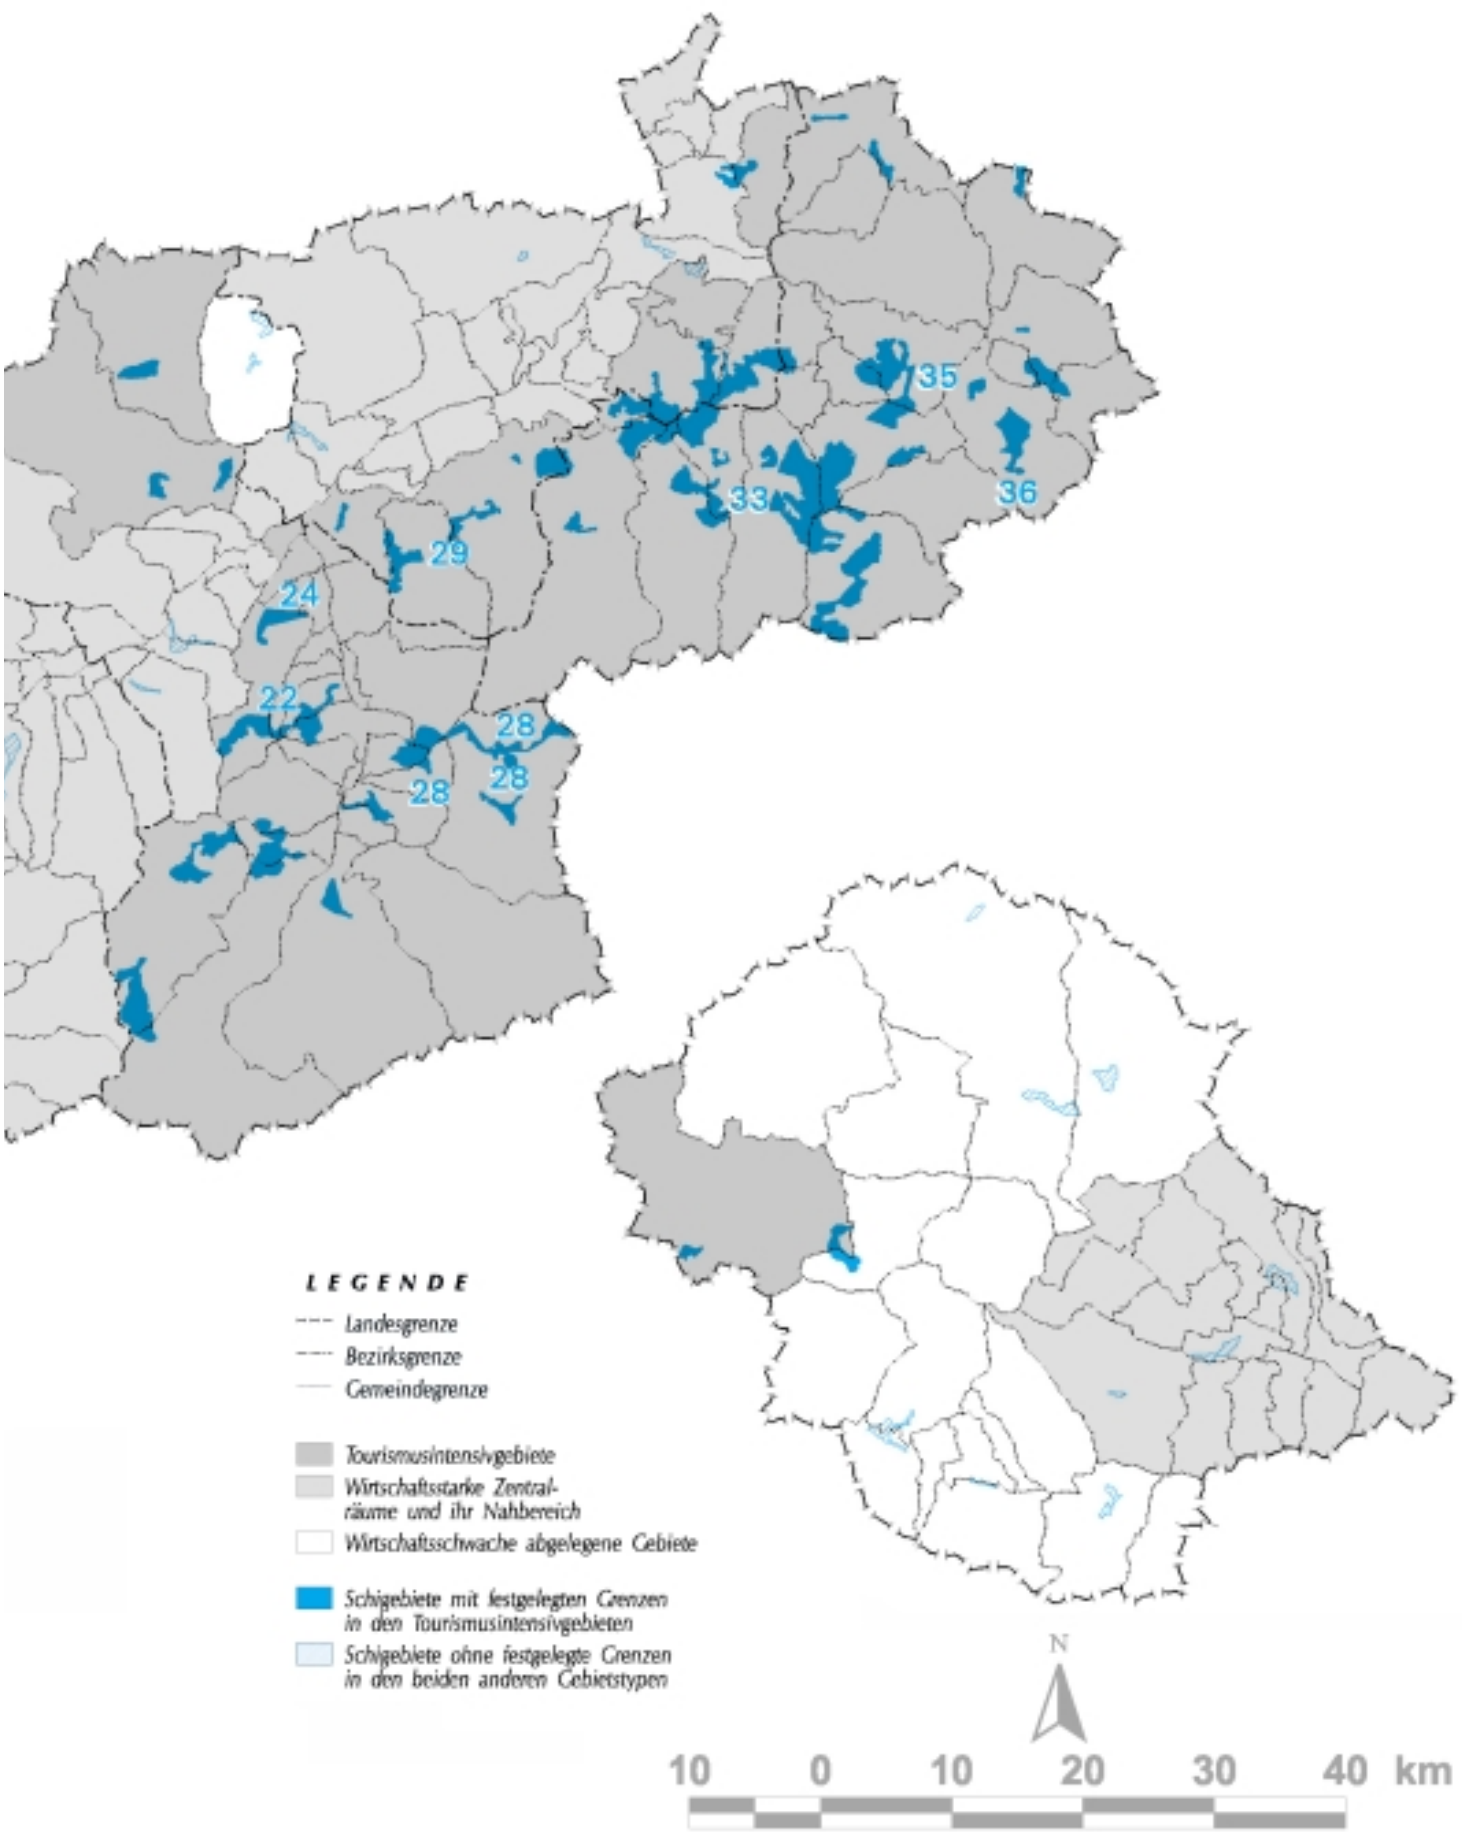 35
36
33
29
24
22
28
28
28
LEGENDE
Landesgrenze
Bezirksgrenze
Gemeindegrenze
Tourismusintensivgebiete
Wirtschaftsstarke Zentral-
räume und ihr Nahbereich
Wirtschaftsschwache abgelegene Gebiete
Schigebiete mit festgelegten Grenzen
in den Tourismusintensivgebieten
Schigebiete ohne festgelegte Grenzen
in den beiden anderen Gebietstypen
N
10 0 10 20 30 40 km